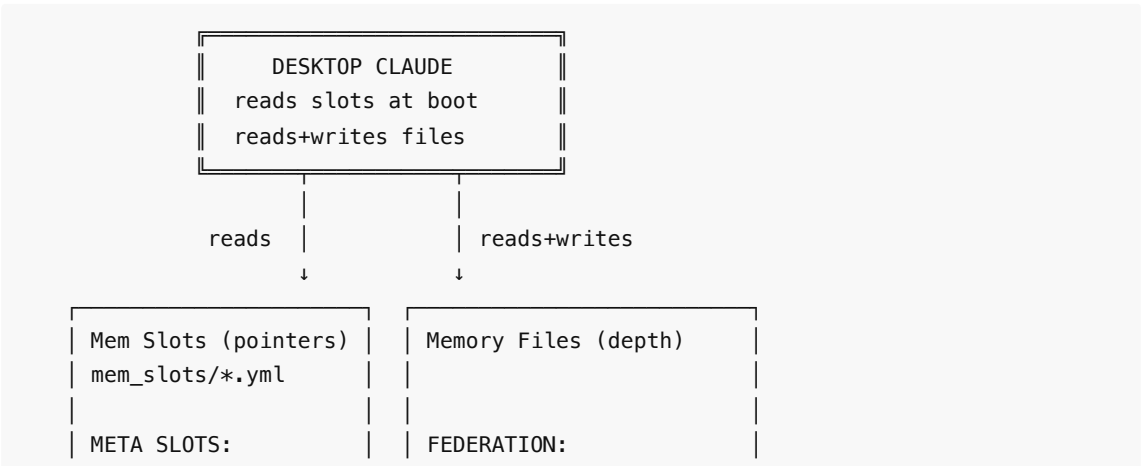 DESKTOP CLAUDE
reads slots at boot
reads+writes files
reads reads+writes
Mem Slots (pointers) Memory Files (depth)
mem_slots/*.yml
META SLOTS: FEDERATION: